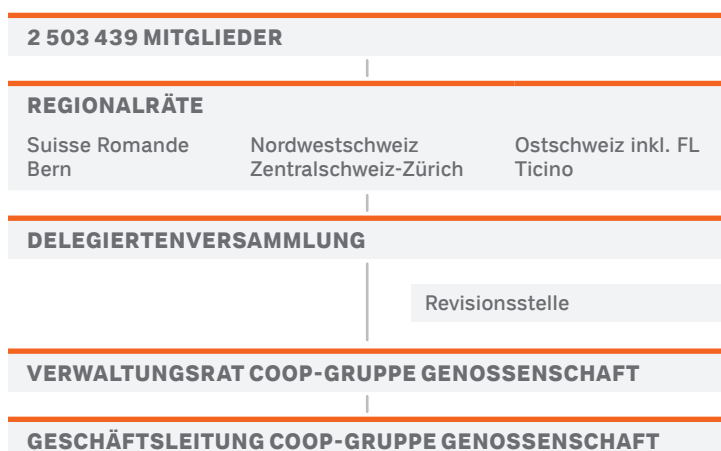 2 503 439 MITGLIEDER
REGIONALRÄTE
Suisse Romande Nordwestschweiz Ostschweiz inkl. FL
Bern Zentralschweiz-Zürich Ticino
DELEGIERTENVERSAMMLUNG
Revisionsstelle
VERWALTUNGSRAT COOP-GRUPPE GENOSSENSCHAFT
GESCHÄFTSLEITUNG COOP-GRUPPE GENOSSENSCHAFT